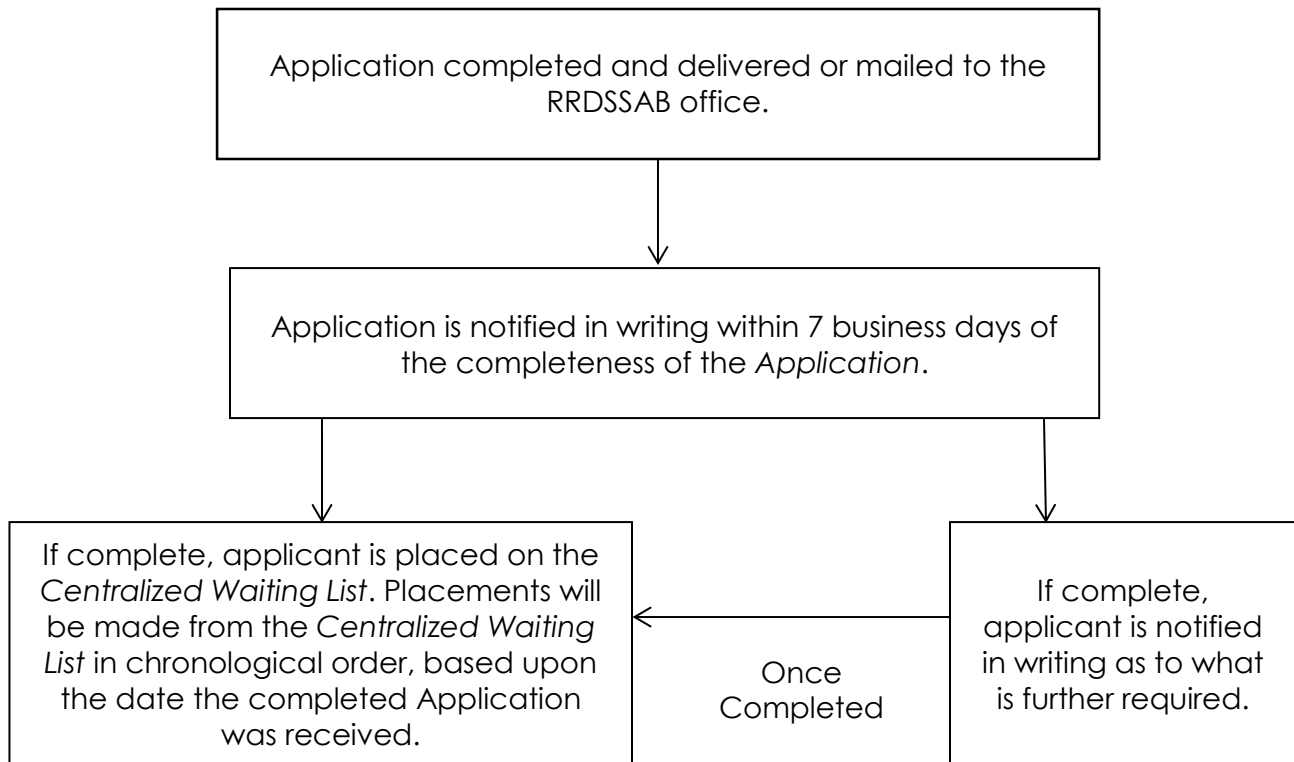 Application completed and delivered or mailed to the
RRDSSAB office.
Application is notified in writing within 7 business days of
the completeness of the Application.
If complete, applicant is placed on the
Centralized Waiting List. Placements will
be made from the Centralized Waiting
List in chronological order, based upon
the date the completed Application
was received.
Once
Completed
If complete,
applicant is notified
in writing as to what
is further required.